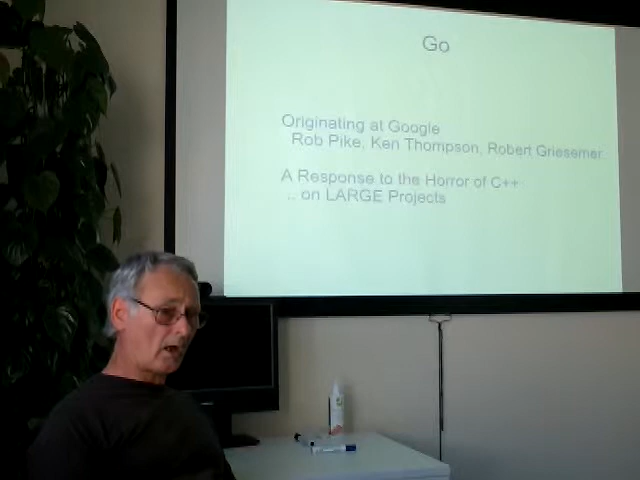 Go
Originating at Google
Rob Pike, Ken Thompson, Robert Griesemer
A Response to the Horror of C++
.. on LARGE Projects